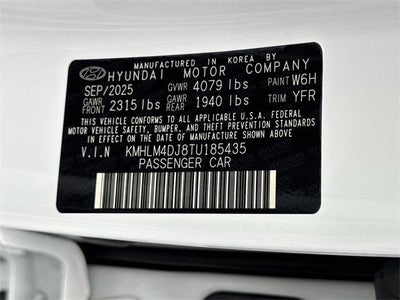 MANUFACTURED IN KOREA BY
HYUNDAI MOTOR COMPANY
SEP/2025 GVWR 4079 lbs PAINT W6H
GAWR FRONT 2315 lbs GAWR REAR 1940 lbs TRIM YFR
THIS VEHICLE CONFORMS TO ALL APPLICABLE U.S.A. FEDERAL
MOTOR VEHICLE SAFETY, BUMPER, AND THEFT PREVENTION STANDARDS
IN EFFECT ON THE DATE OF MANUFACTURE SHOWN ABOVE.
V.I.N KMHLM4DJ8TU185435
PASSENGER CAR